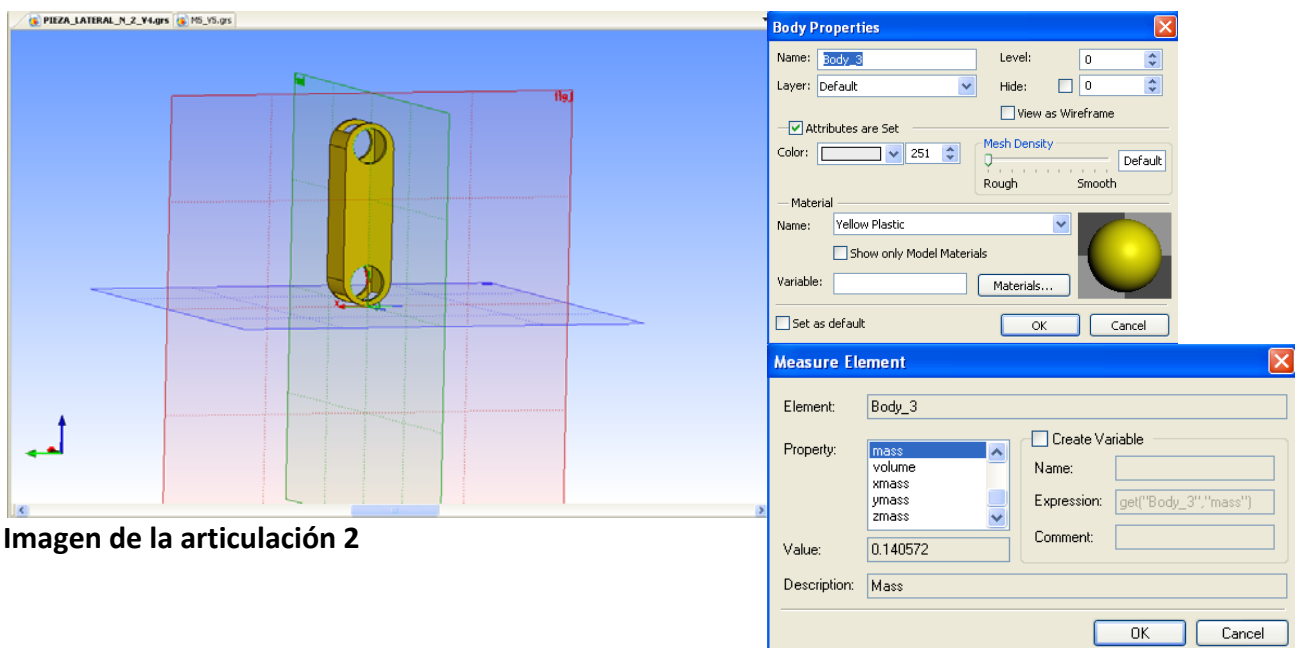 PIEZA_LATERAL_N_2_V4.grs M5_V5.grs
left
Imagen de la articulación 2
Body Properties
Name: Body_3 Level: 0
Layer: Default Hide: 0
View as Wireframe
Attributes are Set
Color: 251 Mesh Density
Default
Rough Smooth
Material
Name: Yellow Plastic
Show only Model Materials
Variable: Materials...
Set as default OK Cancel
Measure Element
Element: Body_3
Property: mass
volume
xmass
ymass
zmass
Create Variable
Name:
Expression: get("Body_3","mass")
Comment:
Value: 0.140572
Description: Mass
OK Cancel